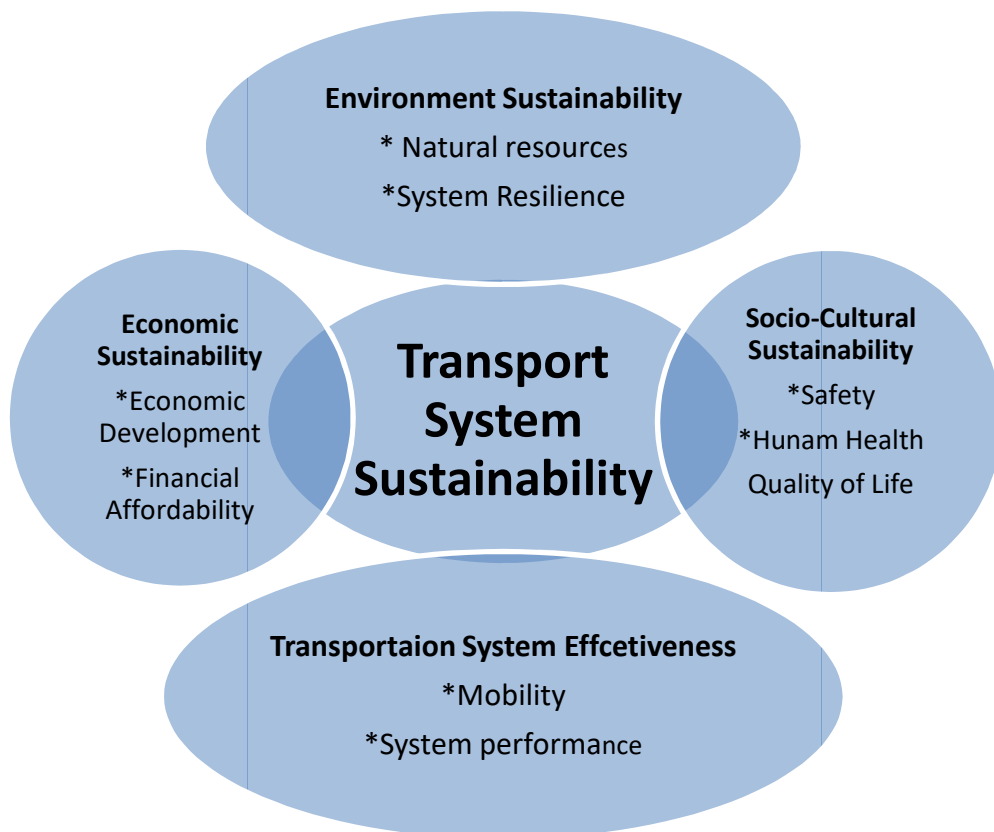 Environment Sustainability
* Natural resources
*System Resilience
Economic
Sustainability
*Economic
Development
*Financial
Affordability
Transport
System
Sustainability
Socio-Cultural
Sustainability
*Safety
*Hunam Health
Quality of Life
Transportaion System Effcetiveness
*Mobility
*System performance